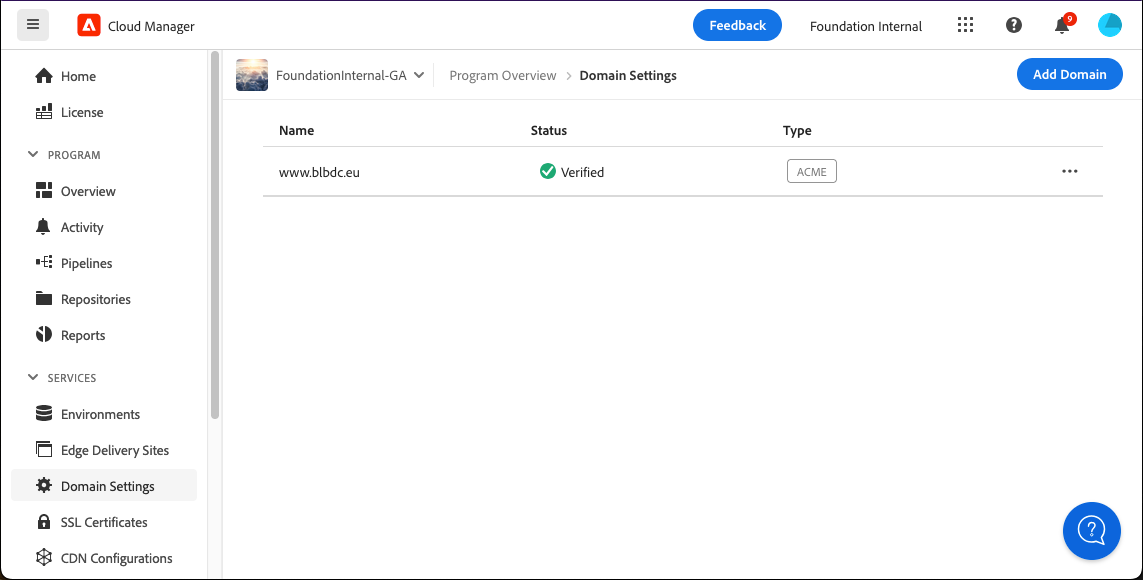 Cloud Manager
Feedback
Foundation Internal
9
Home
License
PROGRAM
Overview
Activity
Pipelines
Repositories
Reports
SERVICES
Environments
Edge Delivery Sites
Domain Settings
SSL Certificates
CDN Configurations
FoundationInternal-GA
Program Overview > Domain Settings
Add Domain
Name Status Type
www.blbdc.eu Verified ACME